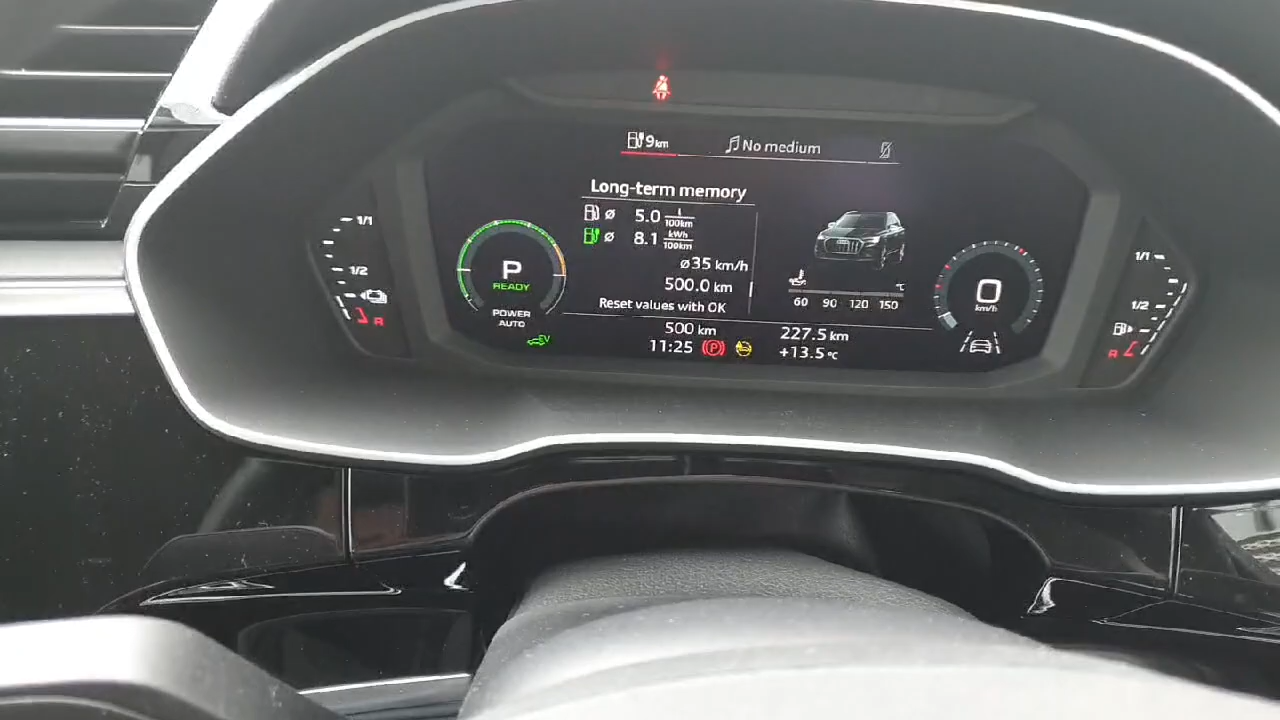 9km
No medium
Long-term memory
ø 5.0 l/100km
ø 8.1 kWh/100km
ø35 km/h
500.0 km
Reset values with OK
1/1
1/2
R
P
READY
POWER
AUTO
EV
°C
60 90 120 150
0
km/h
1/1
1/2
R
500 km
227.5 km
11:25
P
+13.5 °C